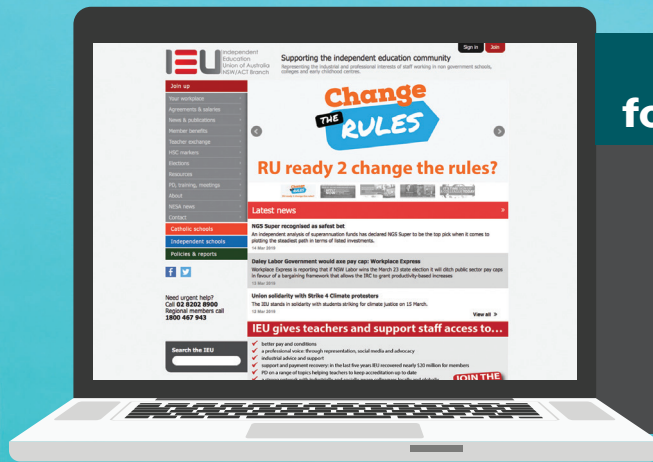 Sign in
Join
IEU
Independent
Education
Union of Australia
NSW/ACT Branch
Supporting the independent education community
Representing the industrial and professional interests of staff working in non government schools,
colleges and early childhood centres.
Join up
Your workplace
Agreements & salaries
News & publications
Member benefits
Teacher exchange
HSC markers
Elections
Resources
PD, training, meetings
About
NESA news
Contact
Catholic schools
Independent schools
Policies & reports
Need urgent help?
Call 02 8202 8900
Regional members call
1800 467 943
Search the IEU
Change
THE
RULES
RU ready 2 change the rules?
Latest news
NGS Super recognised as safest bet
An independent analysis of superannuation funds has declared NGS Super to be the top pick when it comes to
plotting the steadiest path in terms of listed investments.
14 Mar 2019
Daley Labor Government would axe pay cap: Workplace Express
Workplace Express is reporting that if NSW Labor wins the March 23 state election it will ditch public sector pay caps
in favour of a bargaining framework that allows the IRC to grant productivity-based increases
13 Mar 2019
Union solidarity with Strike 4 Climate protesters
The IEU stands in solidarity with students striking for climate justice on 15 March.
12 Mar 2019
View all »
IEU gives teachers and support staff access to...
better pay and conditions
a professional voice: through representation, social media and advocacy
industrial advice and support
support and payment recovery: in the last five years IEU recovered nearly $20 million for members
PD on a range of topics helping teachers to keep accreditation up to date
JOIN THE
fo